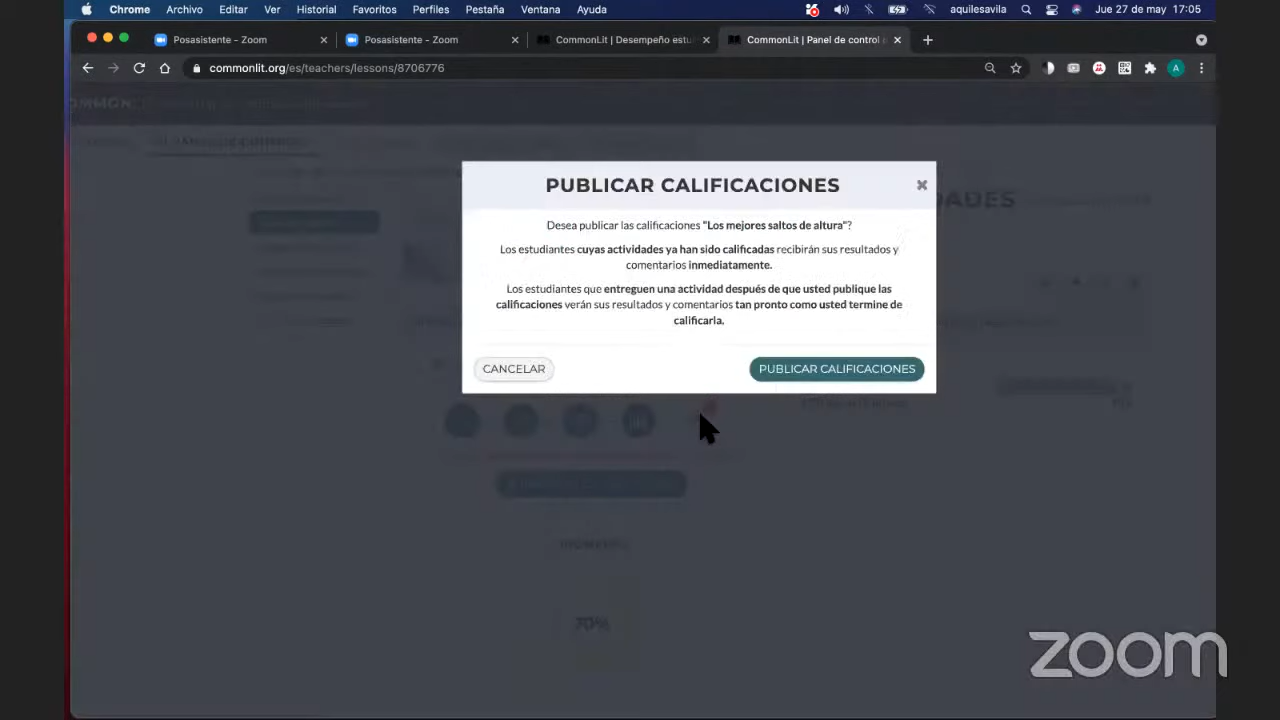 Chrome Archivo Editar Ver Historial Favoritos Perfiles Pestaña Ventana Ayuda aquilesavila Jue 27 de may 17:05
Posasistente - Zoom Posasistente - Zoom CommonLit | Desempeño estu CommonLit | Panel de control
commonlit.org/es/teachers/lessons/8706776 A
PUBLICAR CALIFICACIONES
Desea publicar las calificaciones "Los mejores saltos de altura"?
Los estudiantes cuyas actividades ya han sido calificadas recibirán sus resultados y
comentarios inmediatamente.
Los estudiantes que entreguen una actividad después de que usted publique las
calificaciones verán sus resultados y comentarios tan pronto como usted termine de
calificarla.
CANCELAR PUBLICAR CALIFICACIONES
70%
zoom